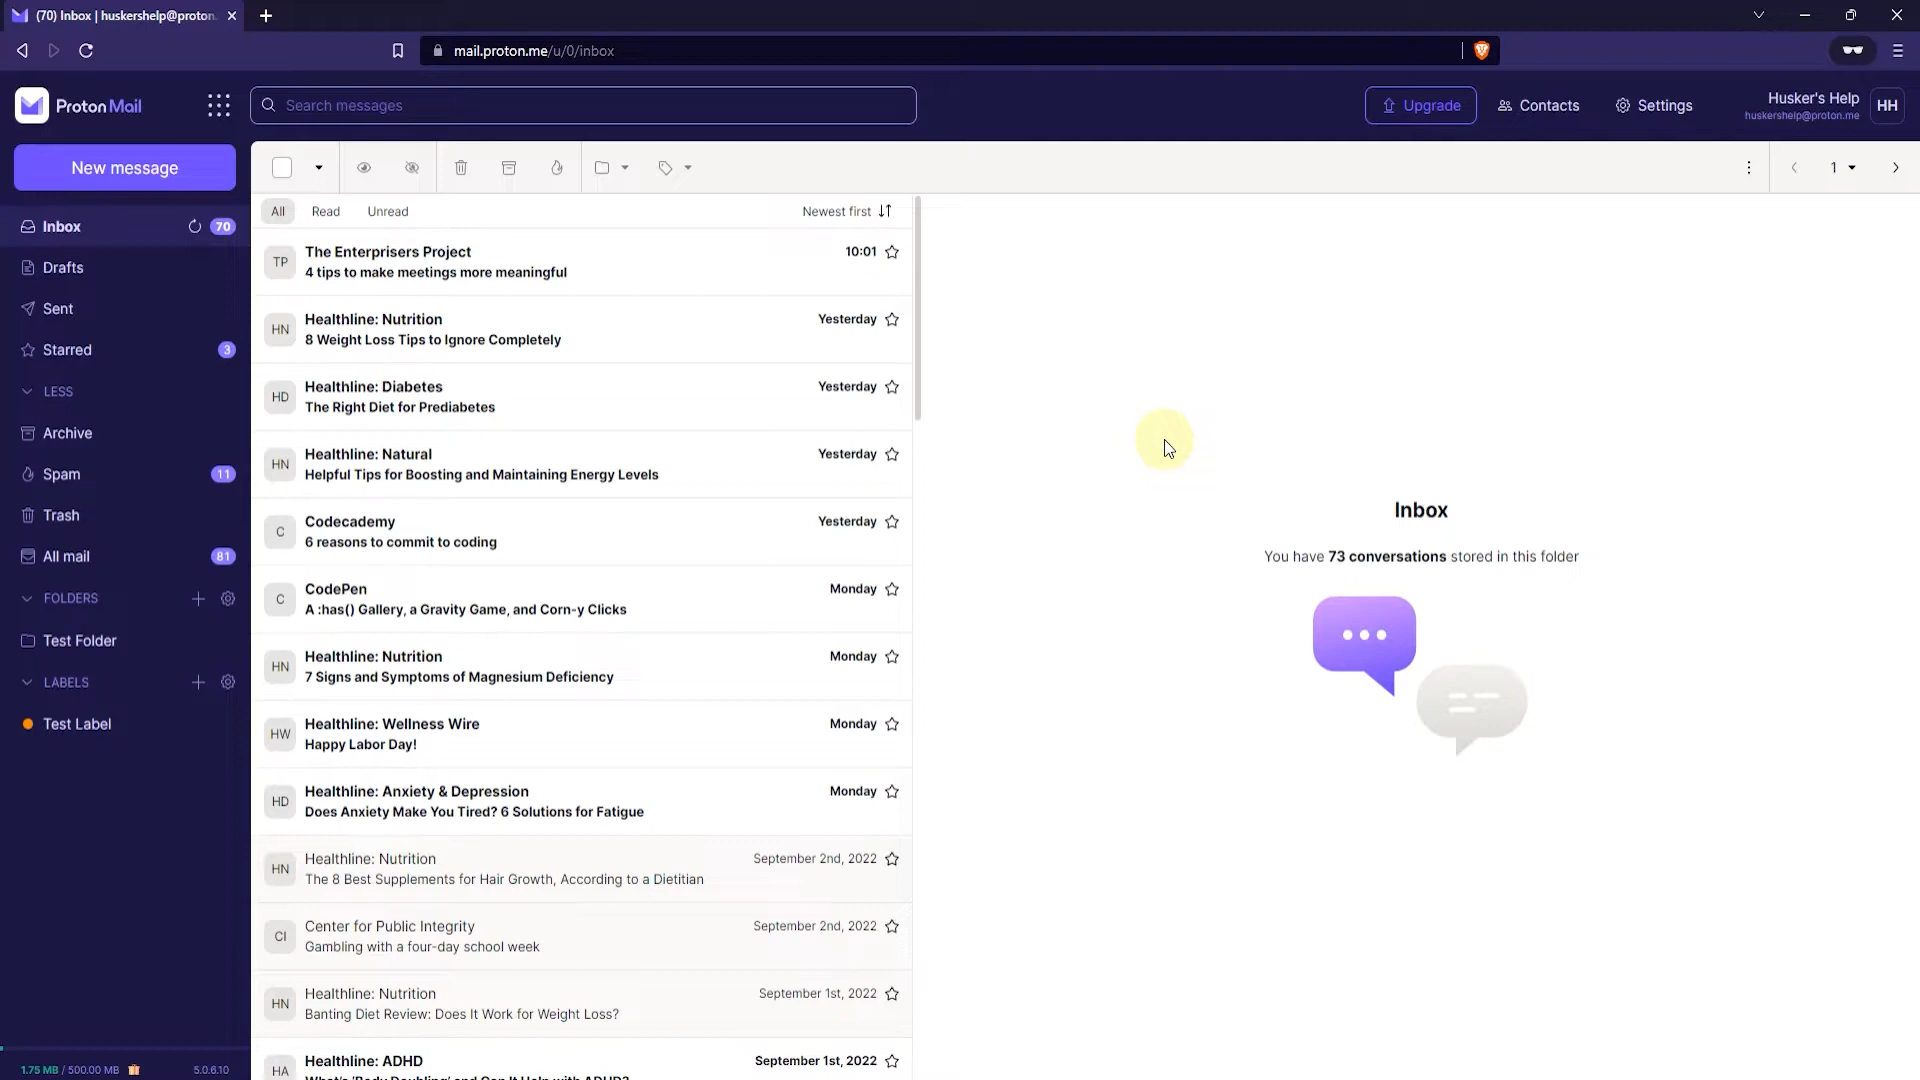 (70) Inbox | huskershelp@proton.
mail.proton.me/u/0/inbox
Proton Mail
Search messages
Upgrade
Contacts
Settings
Husker's Help
huskershelp@proton.me
HH
New message
1
Inbox
70
Drafts
Sent
Starred
3
LESS
Archive
Spam
11
Trash
All mail
81
FOLDERS
Test Folder
LABELS
Test Label
1.75 MB / 500.00 MB
5.0.6.10
All
Read
Unread
Newest first
TP
The Enterprisers Project
10:01
4 tips to make meetings more meaningful
HN
Healthline: Nutrition
Yesterday
8 Weight Loss Tips to Ignore Completely
HD
Healthline: Diabetes
Yesterday
The Right Diet for Prediabetes
HN
Healthline: Natural
Yesterday
Helpful Tips for Boosting and Maintaining Energy Levels
C
Codecademy
Yesterday
6 reasons to commit to coding
C
CodePen
Monday
A :has() Gallery, a Gravity Game, and Corn-y Clicks
HN
Healthline: Nutrition
Monday
7 Signs and Symptoms of Magnesium Deficiency
HW
Healthline: Wellness Wire
Monday
Happy Labor Day!
HD
Healthline: Anxiety & Depression
Monday
Does Anxiety Make You Tired? 6 Solutions for Fatigue
HN
Healthline: Nutrition
September 2nd, 2022
The 8 Best Supplements for Hair Growth, According to a Dietitian
CI
Center for Public Integrity
September 2nd, 2022
Gambling with a four-day school week
HN
Healthline: Nutrition
September 1st, 2022
Banting Diet Review: Does It Work for Weight Loss?
HA
Healthline: ADHD
September 1st, 2022
What's 'Body Doubling' and Can It Help with ADHD?
Inbox
You have 73 conversations stored in this folder